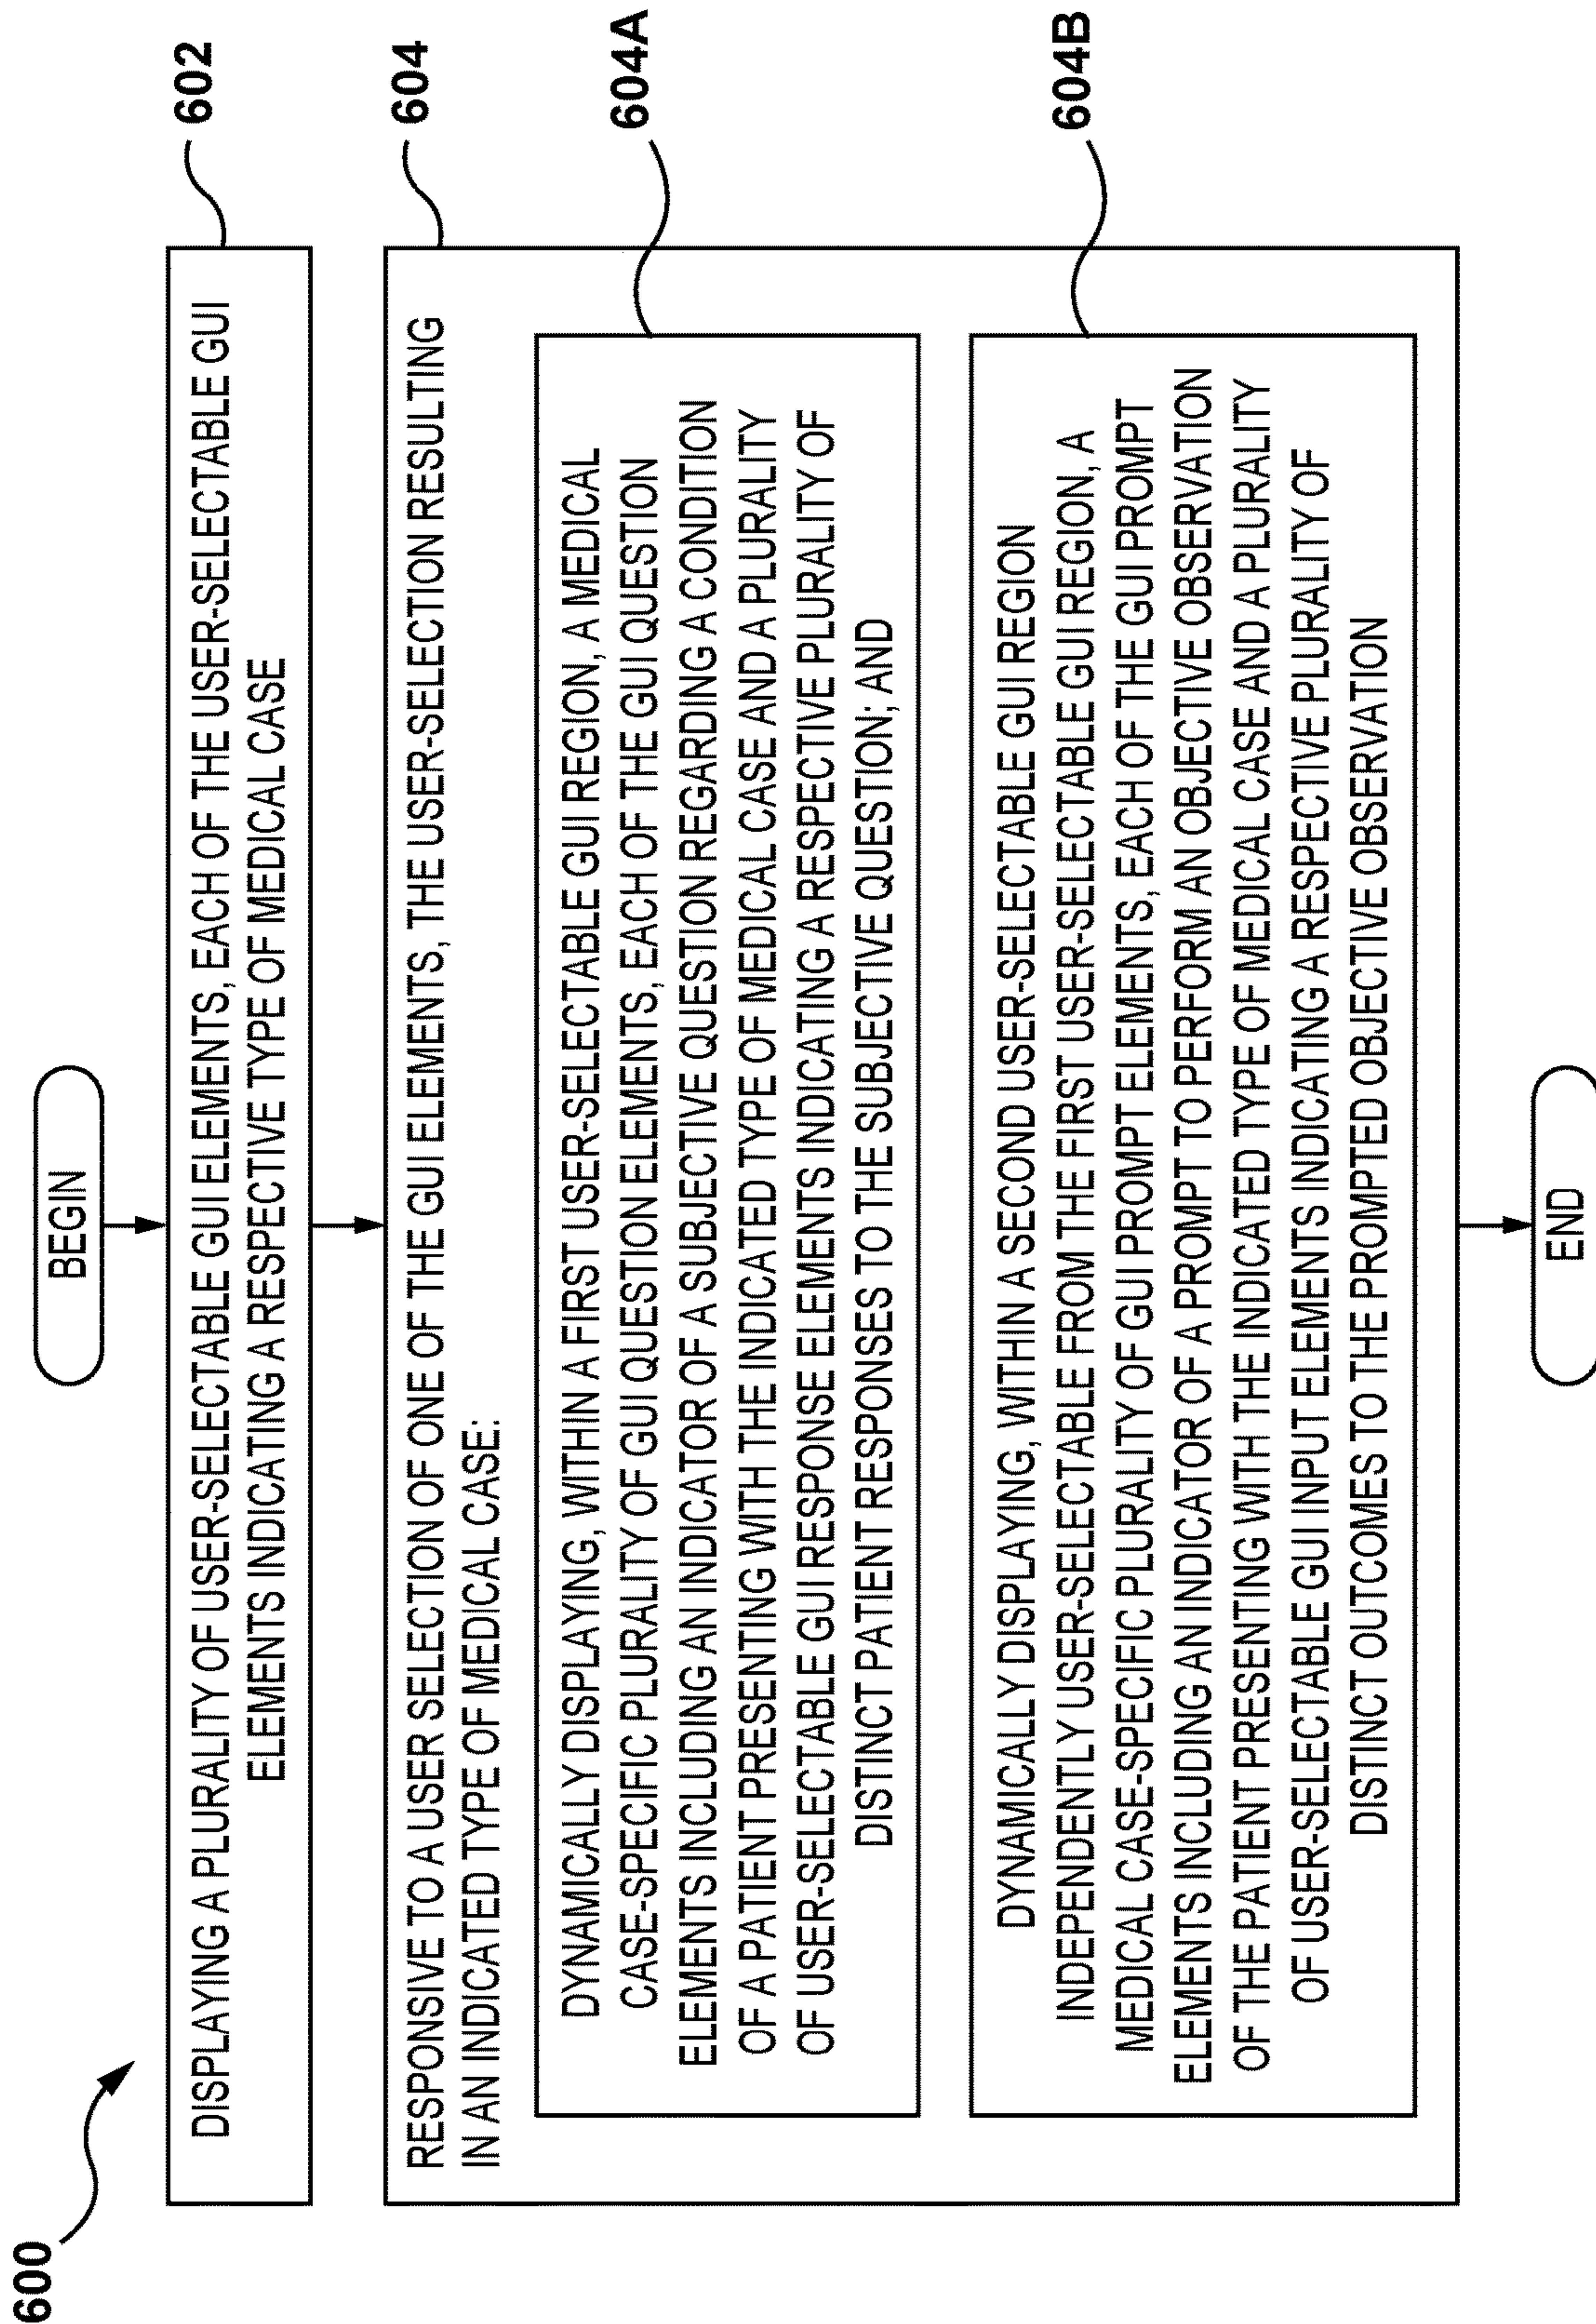 600
BEGIN
602
DISPLAYING A PLURALITY OF USER-SELECTABLE GUI ELEMENTS, EACH OF THE USER-SELECTABLE GUI
ELEMENTS INDICATING A RESPECTIVE TYPE OF MEDICAL CASE
604
RESPONSIVE TO A USER SELECTION OF ONE OF THE GUI ELEMENTS, THE USER-SELECTION RESULTING
IN AN INDICATED TYPE OF MEDICAL CASE:
604A
DYNAMICALLY DISPLAYING, WITHIN A FIRST USER-SELECTABLE GUI REGION, A MEDICAL
CASE-SPECIFIC PLURALITY OF GUI QUESTION ELEMENTS, EACH OF THE GUI QUESTION
ELEMENTS INCLUDING AN INDICATOR OF A SUBJECTIVE QUESTION REGARDING A CONDITION
OF A PATIENT PRESENTING WITH THE INDICATED TYPE OF MEDICAL CASE AND A PLURALITY
OF USER-SELECTABLE GUI RESPONSE ELEMENTS INDICATING A RESPECTIVE PLURALITY OF
DISTINCT PATIENT RESPONSES TO THE SUBJECTIVE QUESTION; AND
604B
DYNAMICALLY DISPLAYING, WITHIN A SECOND USER-SELECTABLE GUI REGION
INDEPENDENTLY USER-SELECTABLE FROM THE FIRST USER-SELECTABLE GUI REGION, A
MEDICAL CASE-SPECIFIC PLURALITY OF GUI PROMPT ELEMENTS, EACH OF THE GUI PROMPT
ELEMENTS INCLUDING AN INDICATOR OF A PROMPT TO PERFORM AN OBJECTIVE OBSERVATION
OF THE PATIENT PRESENTING WITH THE INDICATED TYPE OF MEDICAL CASE AND A PLURALITY
OF USER-SELECTABLE GUI INPUT ELEMENTS INDICATING A RESPECTIVE PLURALITY OF
DISTINCT OUTCOMES TO THE PROMPTED OBJECTIVE OBSERVATION
END